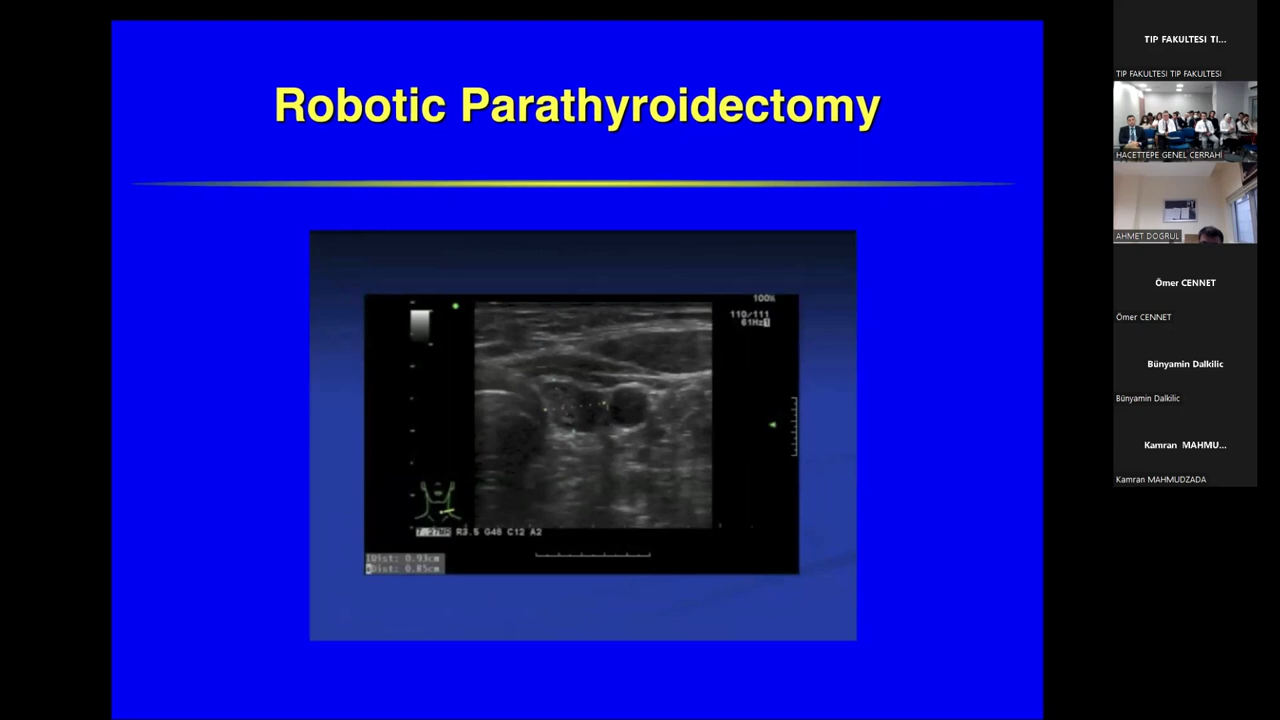 Robotic Parathyroidectomy
100%
110/111
61Hz
R3.5 G48 C12 A2
Dist: 0.93cm
Dist: 0.85cm
TIP FAKULTESI TI...
TIP FAKULTESI TIP FAKULTESI
HACETTEPE GENEL CERRAHİ
AHMET DOGRUL
Ömer CENNET
Ömer CENNET
Bünyamin Dalkilic
Bünyamin Dalkilic
Kamran MAHMU...
Kamran MAHMUDZADA